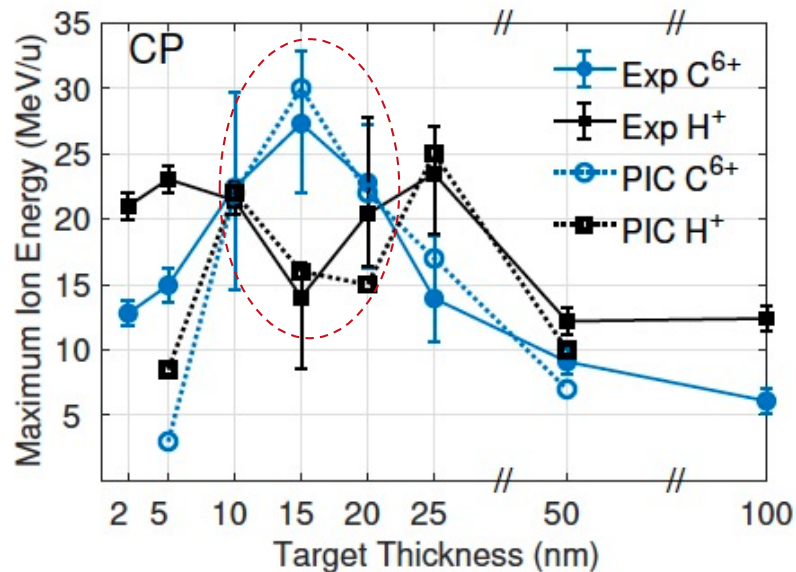 CP
Exp C6+
Exp H+
PIC C6+
PIC H+
Maximum Ion Energy (MeV/u)
35
30
25
20
15
10
5
2 5 10 15 20 25 // 50 // 100
Target Thickness (nm)